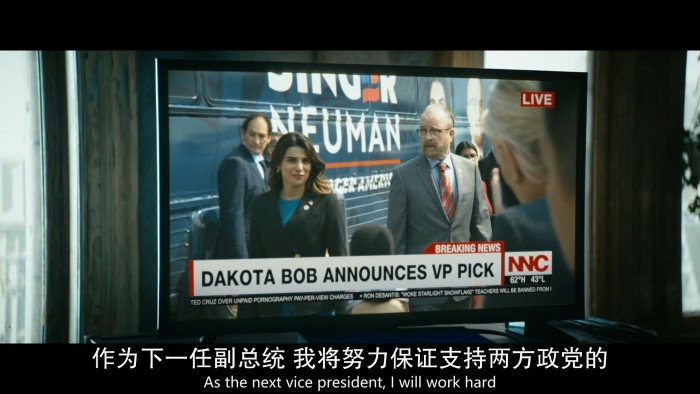 SINGER
NEUMAN
LIVE
BREAKING NEWS
DAKOTA BOB ANNOUNCES VP PICK
NNC
62°H 43°L
TED CRUZ OVER UNPAID PORNOGRAPHY PAY-PER-VIEW CHARGES » RON DESANTIS: "WOKE STARLIGHT SNOWFLAKE" TEACHERS WILL BE BANNED FROM
作为下一任副总统 我将努力保证支持两方政党的
As the next vice president, I will work hard